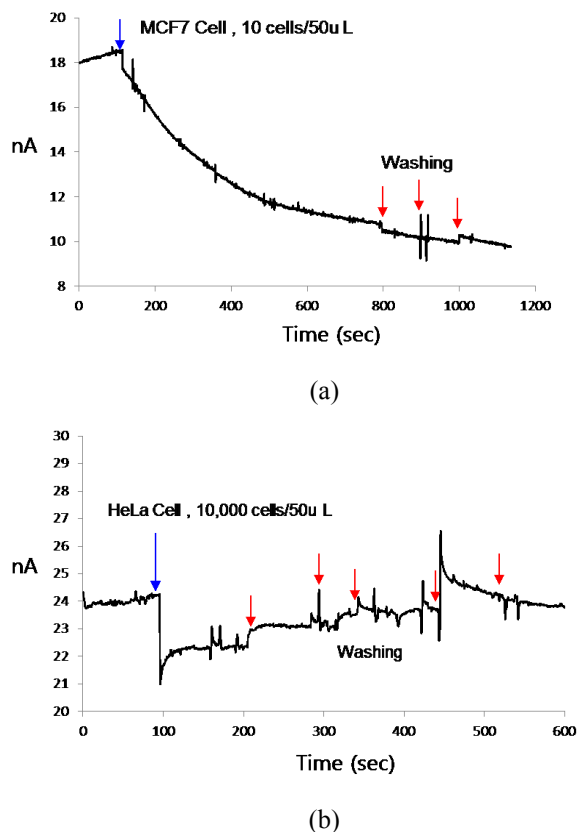 20
18
16
14
12
10
8
nA
MCF7 Cell , 10 cells/50u L
Washing
0 200 400 600 800 1000 1200
Time (sec)
(a)
30
29
28
27
26
25
24
23
22
21
20
nA
HeLa Cell , 10,000 cells/50u L
Washing
0 100 200 300 400 500 600
Time (sec)
(b)